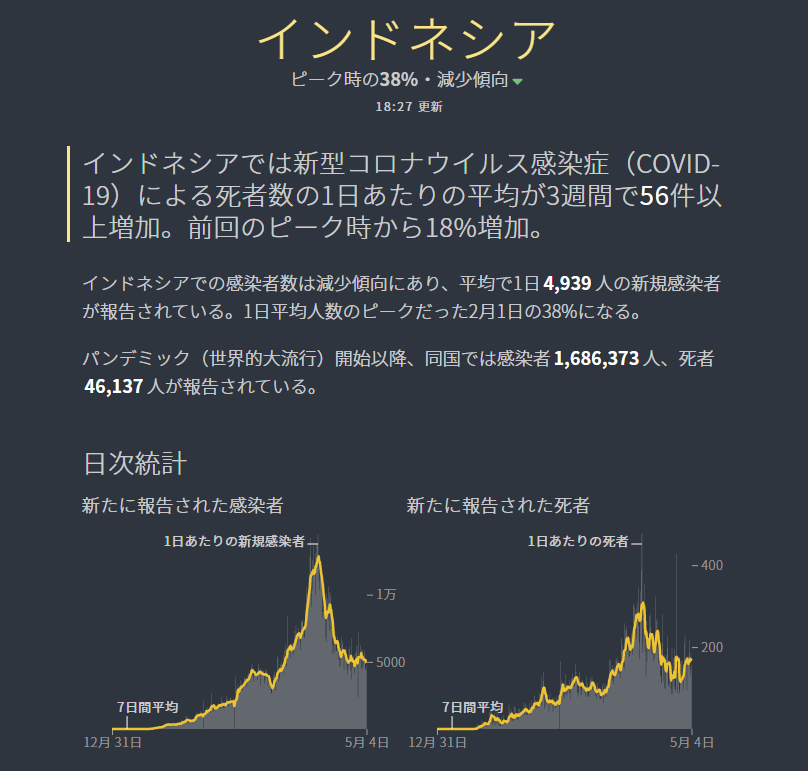 インドネシア
ピーク時の38%・減少傾向
18:27 更新
インドネシアでは新型コロナウイルス感染症（COVID-
19）による死者数の1日あたりの平均が3週間で56件以
上増加。前回のピーク時から18%増加。
インドネシアでの感染者数は減少傾向にあり、平均で1日4,939 人の新規感染者
が報告されている。1日平均人数のピークだった2月1日の38%になる。
パンデミック（世界的大流行）開始以降、同国では感染者1,686,373 人、死者
46,137 人が報告されている。
日次統計
新たに報告された感染者
1日あたりの新規感染者
1万
5000
7日間平均
12月 31日
5月 4日
新たに報告された死者
1日あたりの死者
400
200
7日間平均
12月 31日
5月 4日